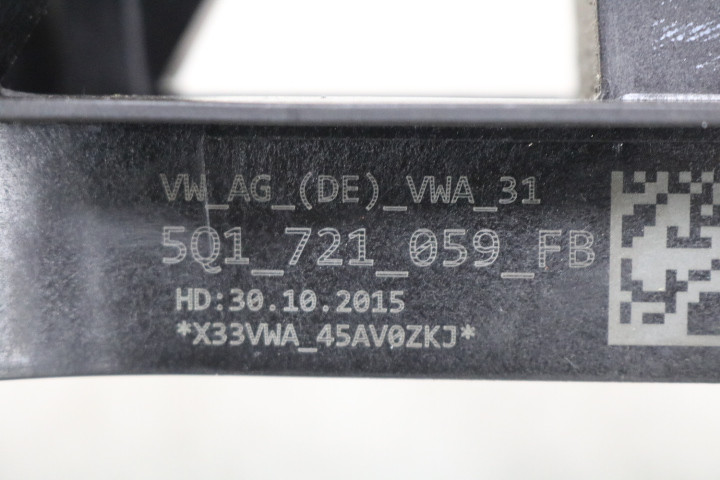 VW_AG_(DE)_VWA_31
5Q1_721_059_FB
HD:30.10.2015
*X33VWA_45AV0ZKJ*